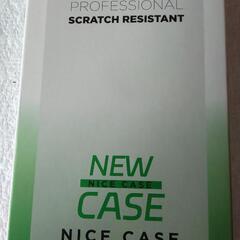 PROFESSIONAL
SCRATCH RESISTANT
NEW
NICE CASE
CASE
NICE CASE